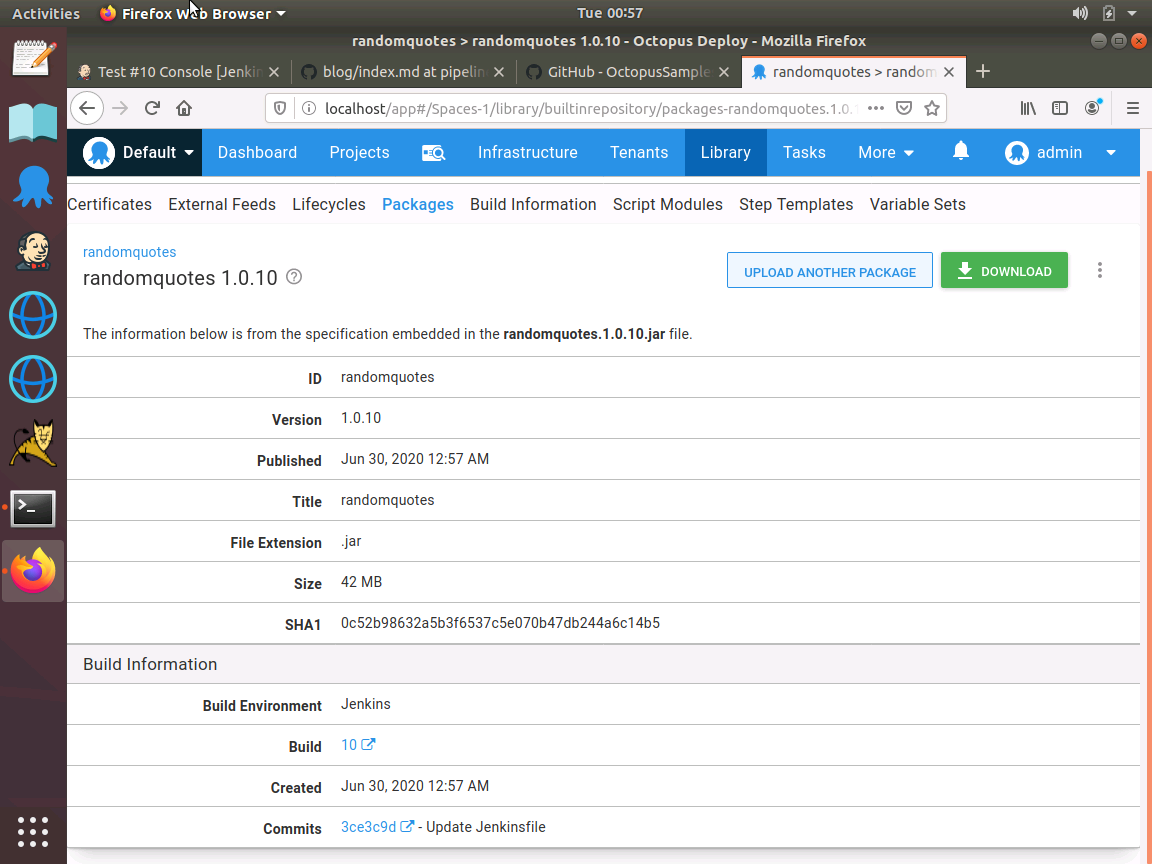 Activities Firefox Web Browser Tue 00:57
randomquotes > randomquotes 1.0.10 - Octopus Deploy - Mozilla Firefox
Test #10 Console [Jenkin blog/index.md at pipelin GitHub - OctopusSample randomquotes > random
localhost/app#/Spaces-1/library/builtinrepository/packages-randomquotes.1.0.
Default Dashboard Projects Infrastructure Tenants Library Tasks More admin
Certificates External Feeds Lifecycles Packages Build Information Script Modules Step Templates Variable Sets
randomquotes
randomquotes 1.0.10
UPLOAD ANOTHER PACKAGE DOWNLOAD
The information below is from the specification embedded in the randomquotes.1.0.10.jar file.
ID randomquotes
Version 1.0.10
Published Jun 30, 2020 12:57 AM
Title randomquotes
File Extension .jar
Size 42 MB
SHA1 0c52b98632a5b3f6537c5e070b47db244a6c14b5
Build Information
Build Environment Jenkins
Build 10
Created Jun 30, 2020 12:57 AM
Commits 3ce3c9d - Update Jenkinsfile